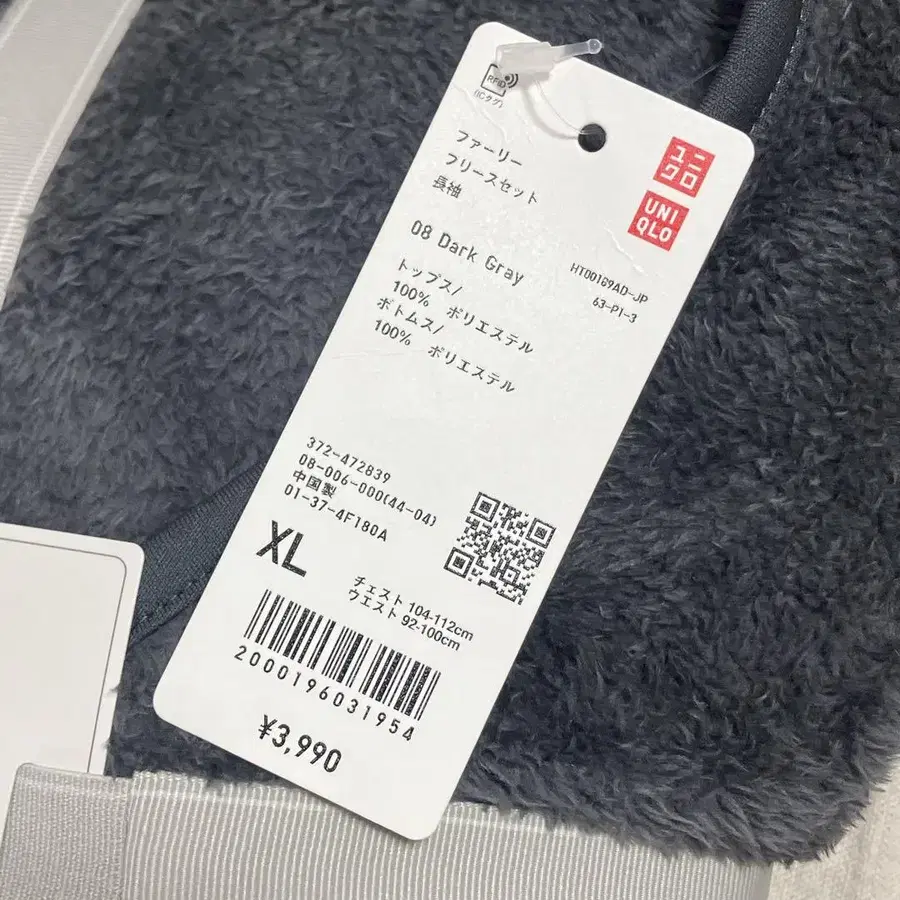 RFID
(ICタグ)
ユニ
クロ
UNI
QLO
ファーリー
フリースセット
長袖
08 Dark Gray
HT00189AD-JP
63-PI-3
トップス/
100% ポリエステル
ボトムス/
100% ポリエステル
372-472839
08-006-000(44-04)
中国製
01-37-4F180A
XL
チェスト 104-112cm
ウエスト 92-100cm
2000196031954
¥3,990